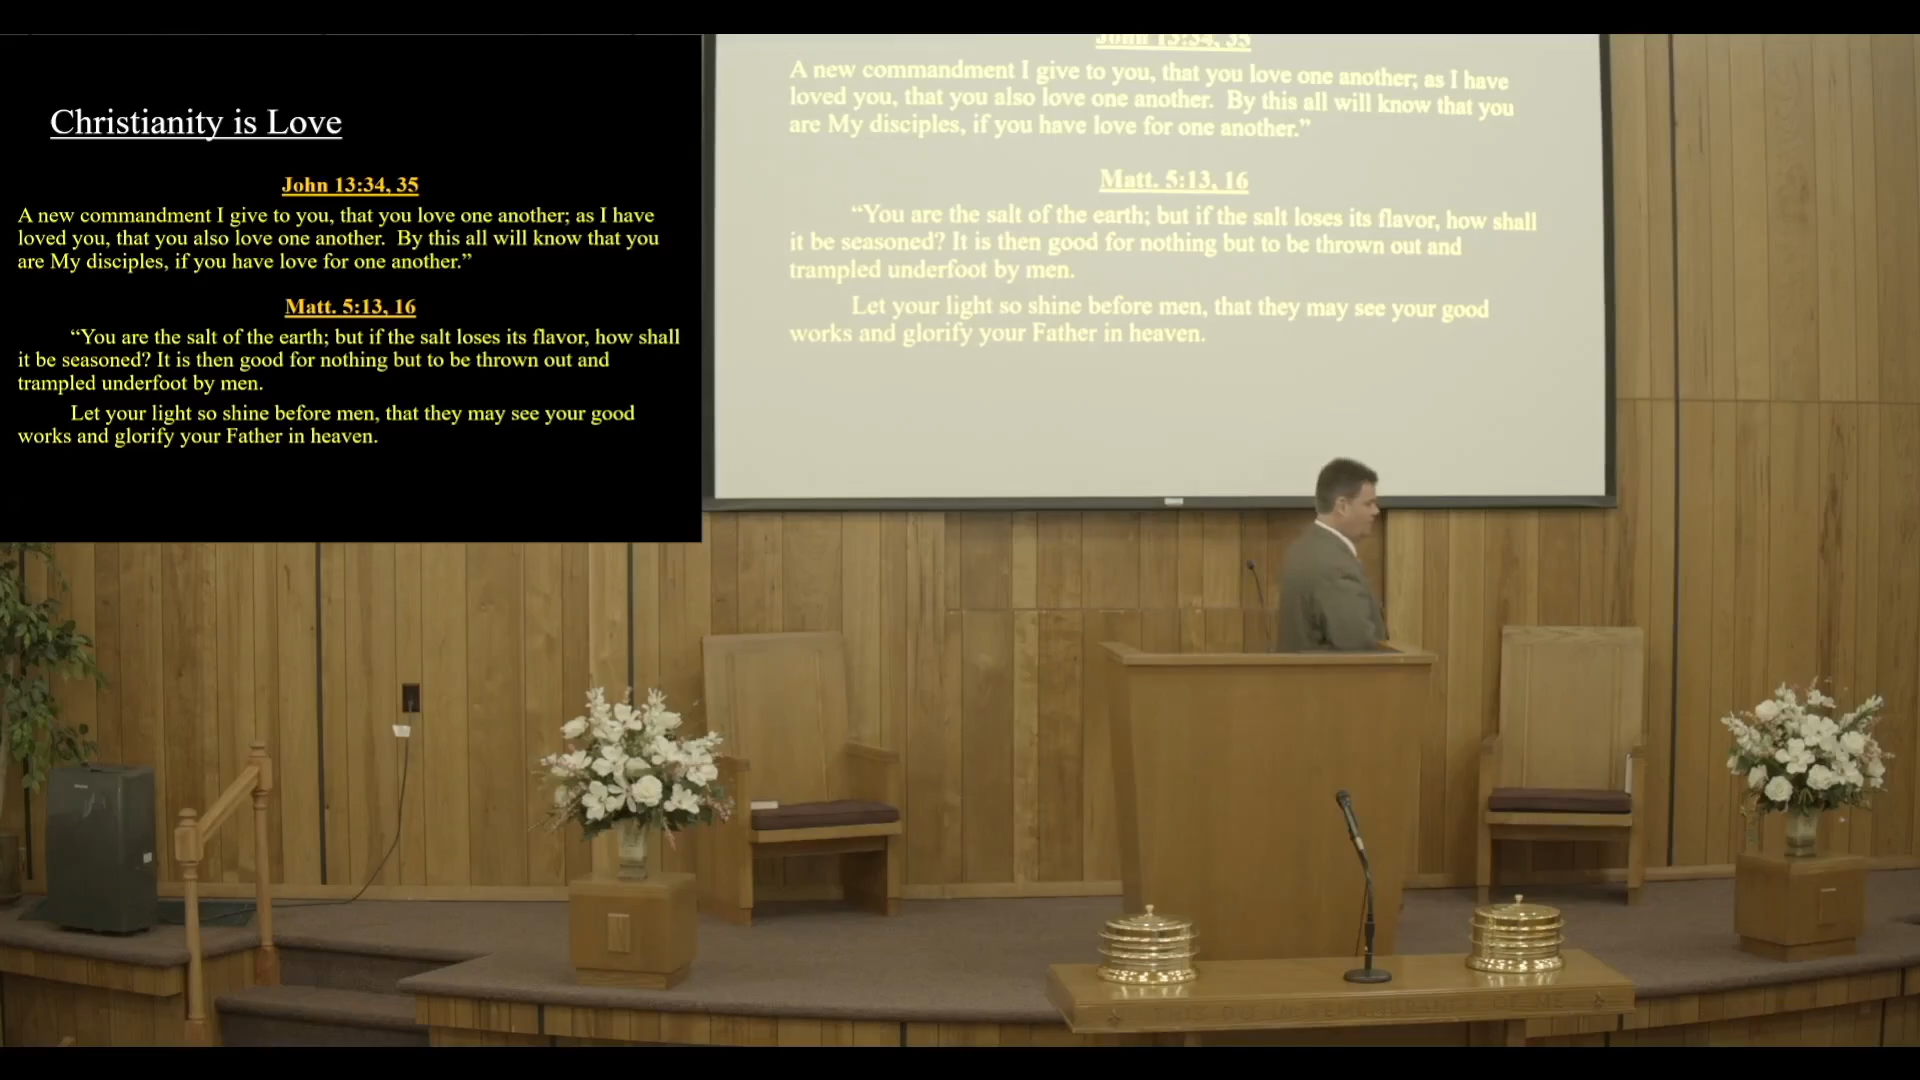 Christianity is Love
John 13:34, 35
A new commandment I give to you, that you love one another; as I have
loved you, that you also love one another.  By this all will know that you
are My disciples, if you have love for one another.”
Matt. 5:13, 16
“You are the salt of the earth; but if the salt loses its flavor, how shall
it be seasoned? It is then good for nothing but to be thrown out and
trampled underfoot by men.
Let your light so shine before men, that they may see your good
works and glorify your Father in heaven.
John 13:34, 35
A new commandment I give to you, that you love one another; as I have
loved you, that you also love one another.  By this all will know that you
are My disciples, if you have love for one another.”
Matt. 5:13, 16
“You are the salt of the earth; but if the salt loses its flavor, how shall
it be seasoned? It is then good for nothing but to be thrown out and
trampled underfoot by men.
Let your light so shine before men, that they may see your good
works and glorify your Father in heaven.
THIS DO IN REMEMBRANCE OF ME